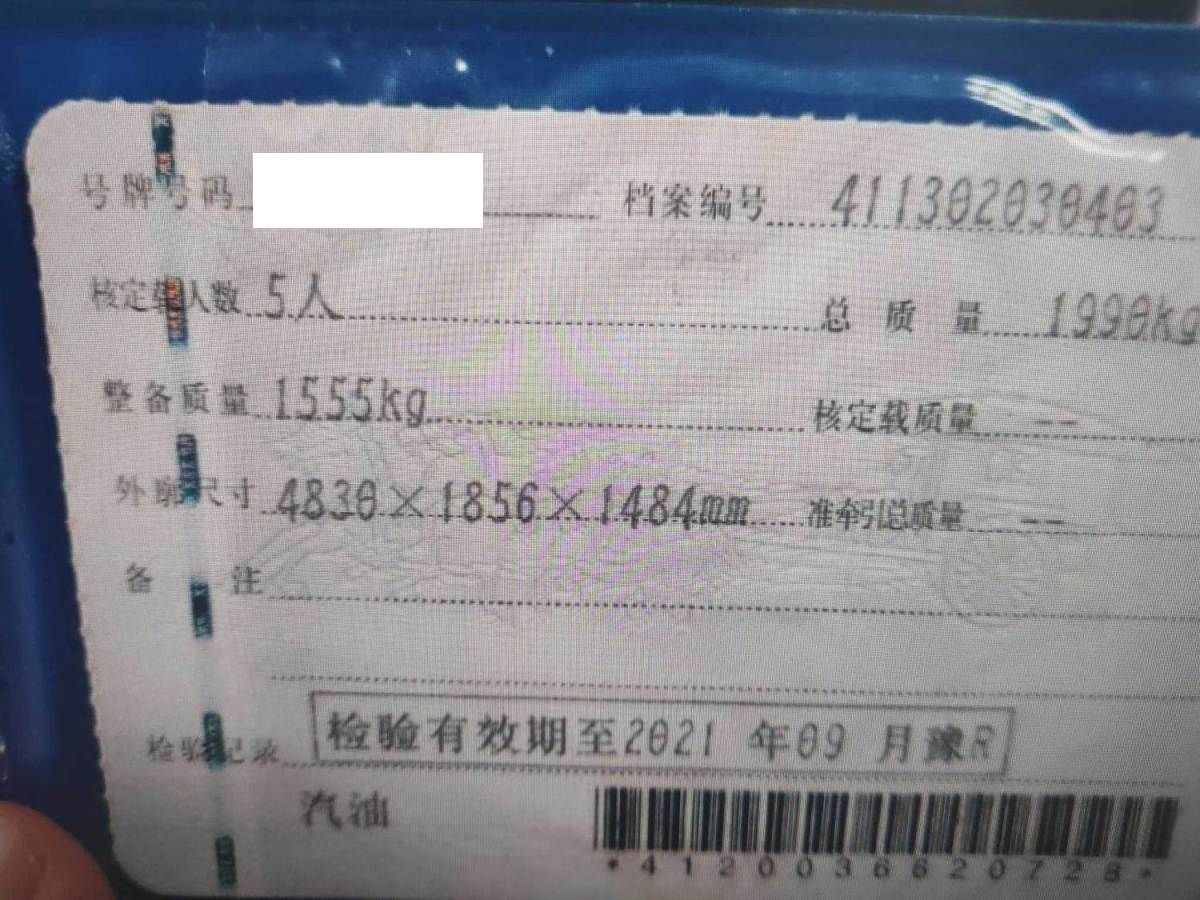 号牌号码 档案编号 411302030403
核定载人数 5人 总质量 1990kg
整备质量 1555kg 核定载质量 --
外廓尺寸 4830×1856×1484mm 准牵引总质量 --
备注
检验记录 检验有效期至2021年09月豫R
汽油
*4120036620728*